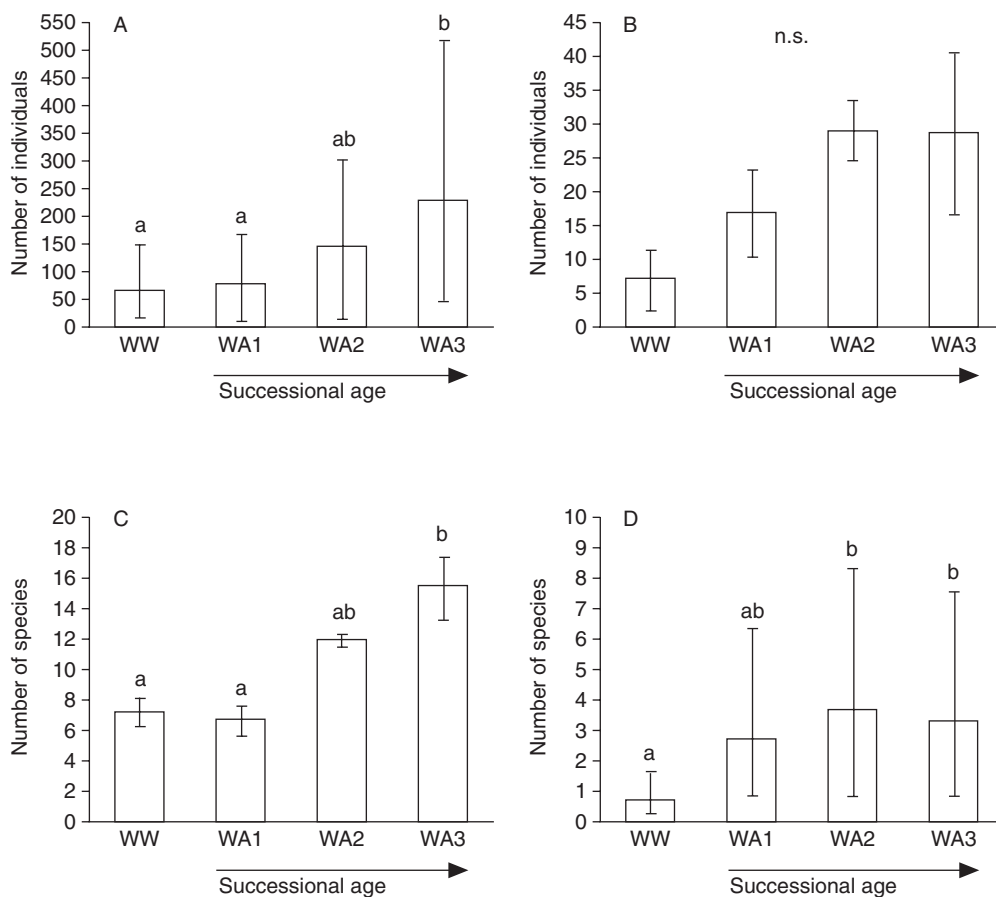 A
Number of individuals
550
500
450
400
350
300
250
200
150
100
50
0
a
a
ab
b
WW WA1 WA2 WA3
Successional age
B
n.s.
Number of individuals
45
40
35
30
25
20
15
10
5
0
WW WA1 WA2 WA3
Successional age
C
Number of species
20
18
16
14
12
10
8
6
4
2
0
a
a
ab
b
WW WA1 WA2 WA3
Successional age
D
Number of species
10
9
8
7
6
5
4
3
2
1
0
a
ab
b
b
WW WA1 WA2 WA3
Successional age